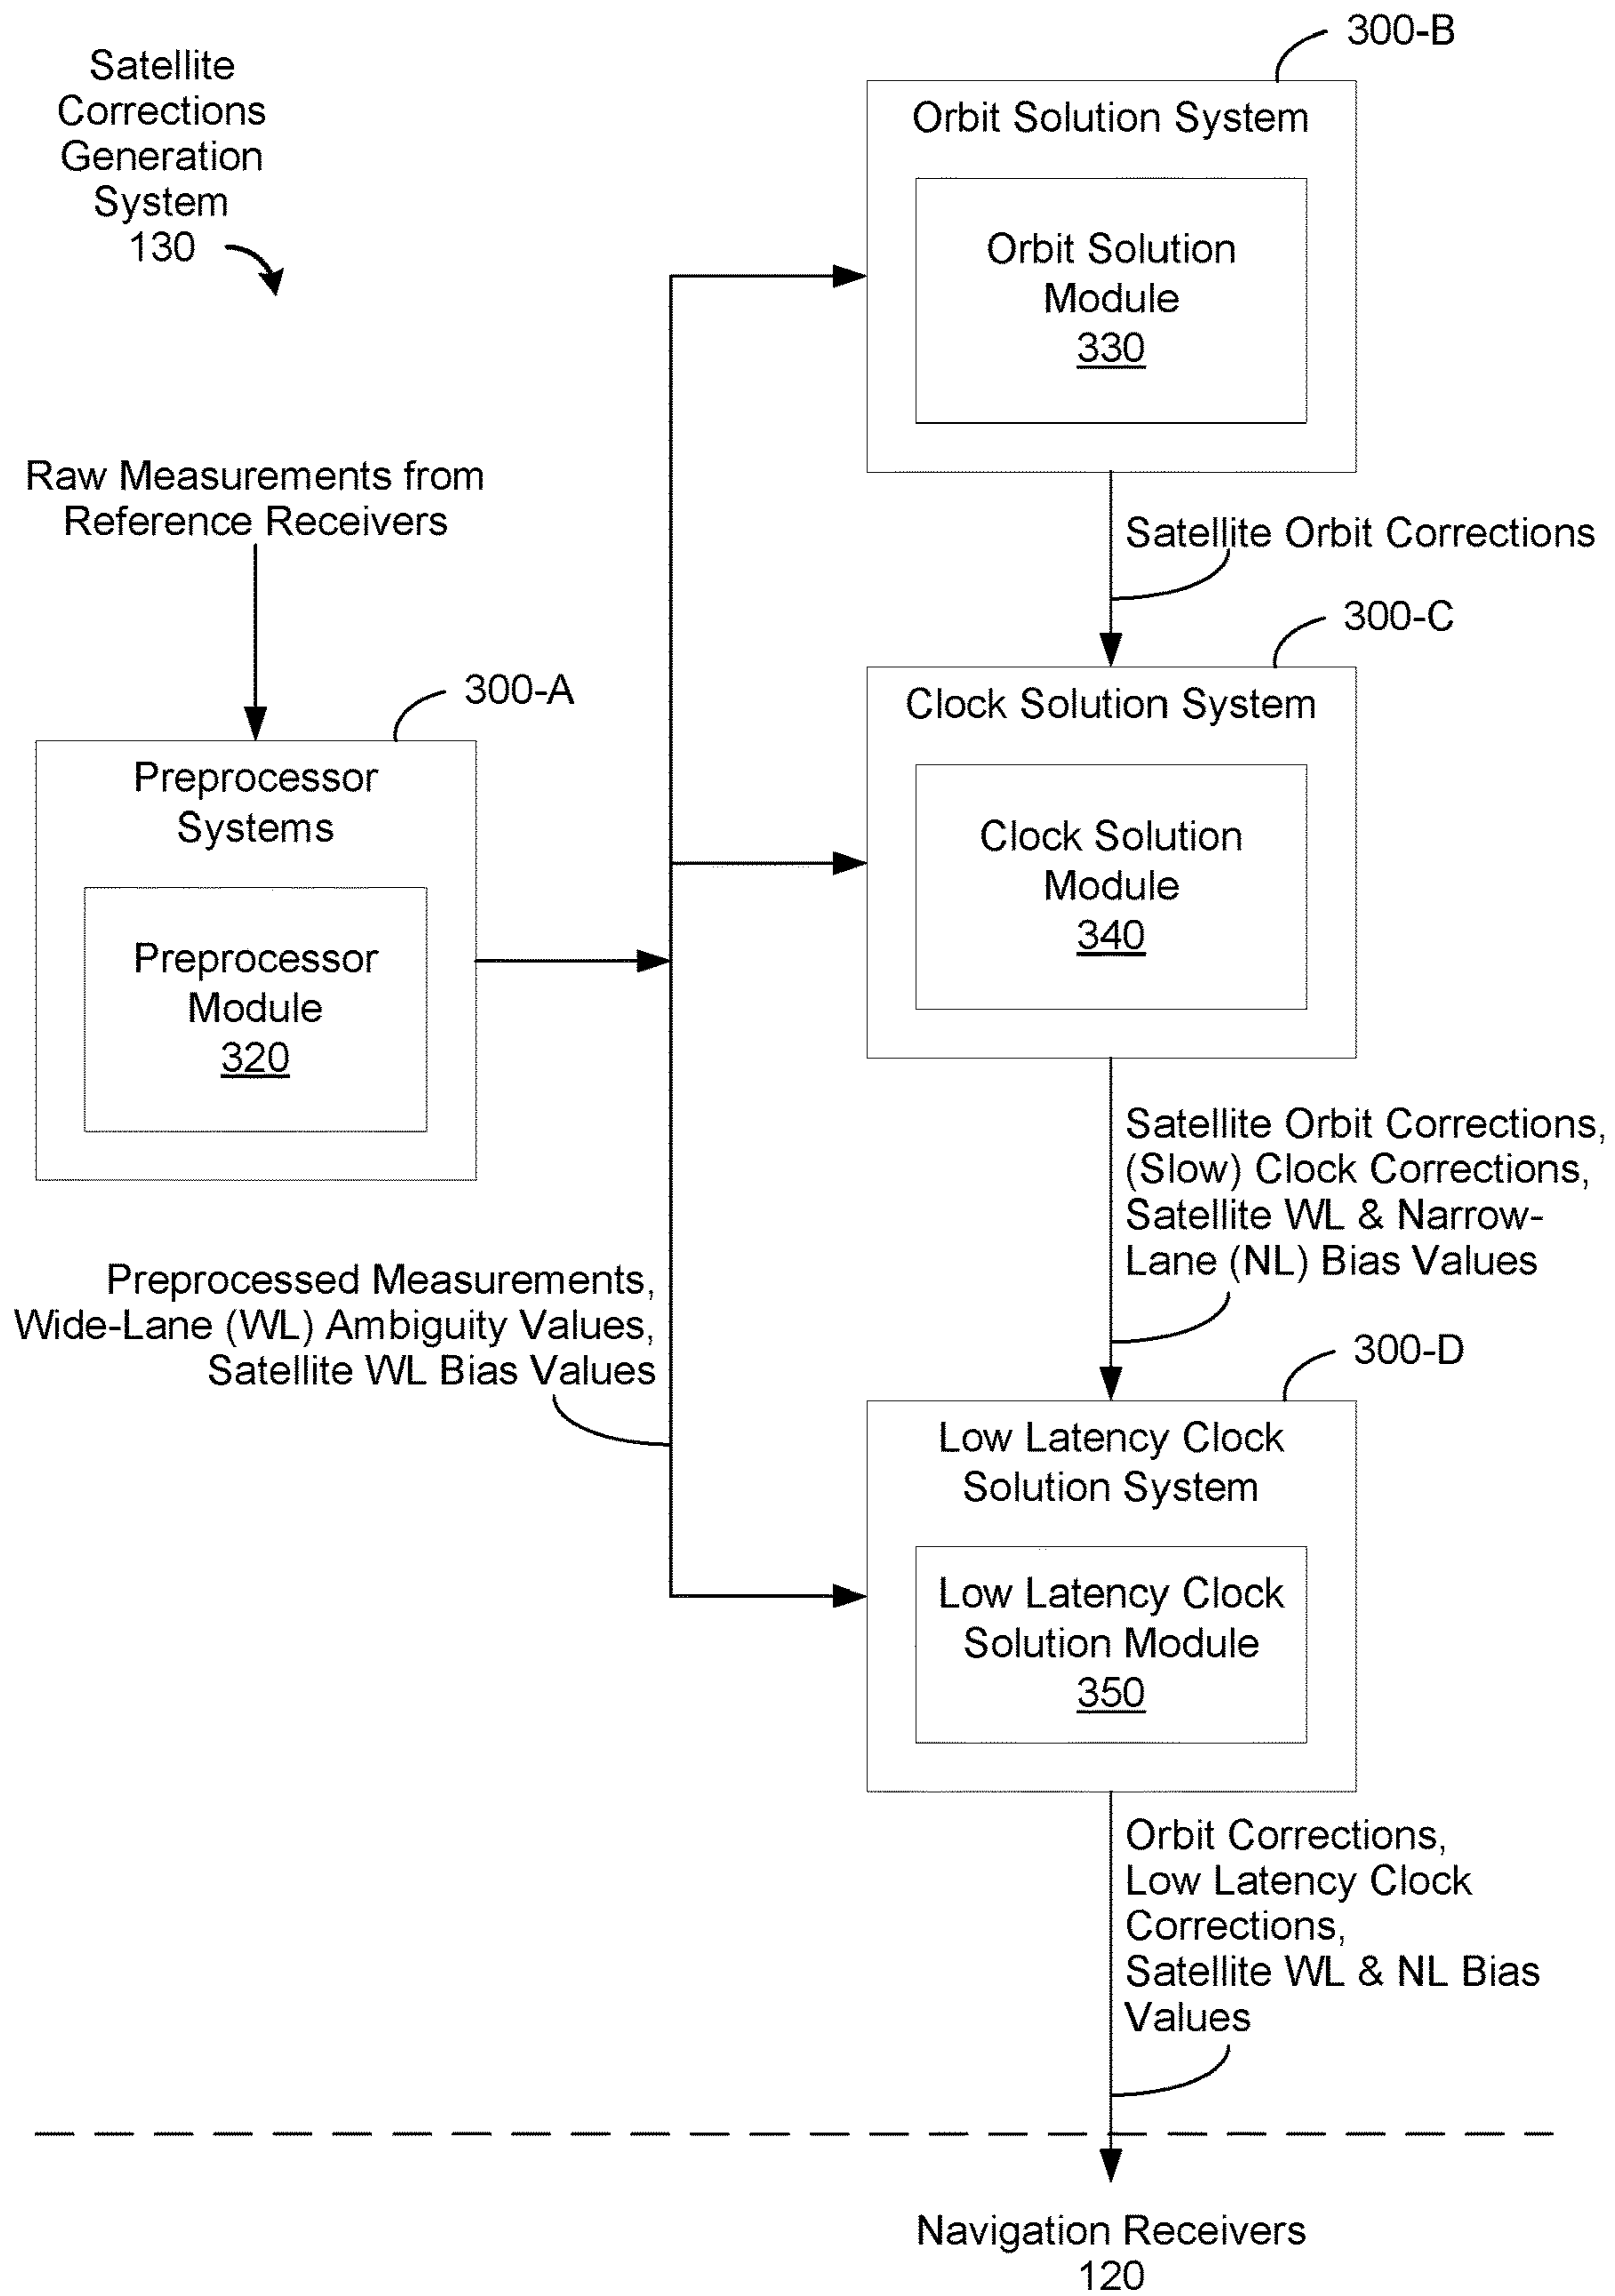 Satellite
Corrections
Generation
System
130
300-B
Orbit Solution System
Orbit Solution
Module
330
Raw Measurements from
Reference Receivers
Satellite Orbit Corrections
300-C
300-A
Clock Solution System
Preprocessor
Systems
Clock Solution
Module
340
Preprocessor
Module
320
Satellite Orbit Corrections,
(Slow) Clock Corrections,
Satellite WL & Narrow-
Lane (NL) Bias Values
Preprocessed Measurements,
Wide-Lane (WL) Ambiguity Values,
Satellite WL Bias Values
300-D
Low Latency Clock
Solution System
Low Latency Clock
Solution Module
350
Orbit Corrections,
Low Latency Clock
Corrections,
Satellite WL & NL Bias
Values
Navigation Receivers
120